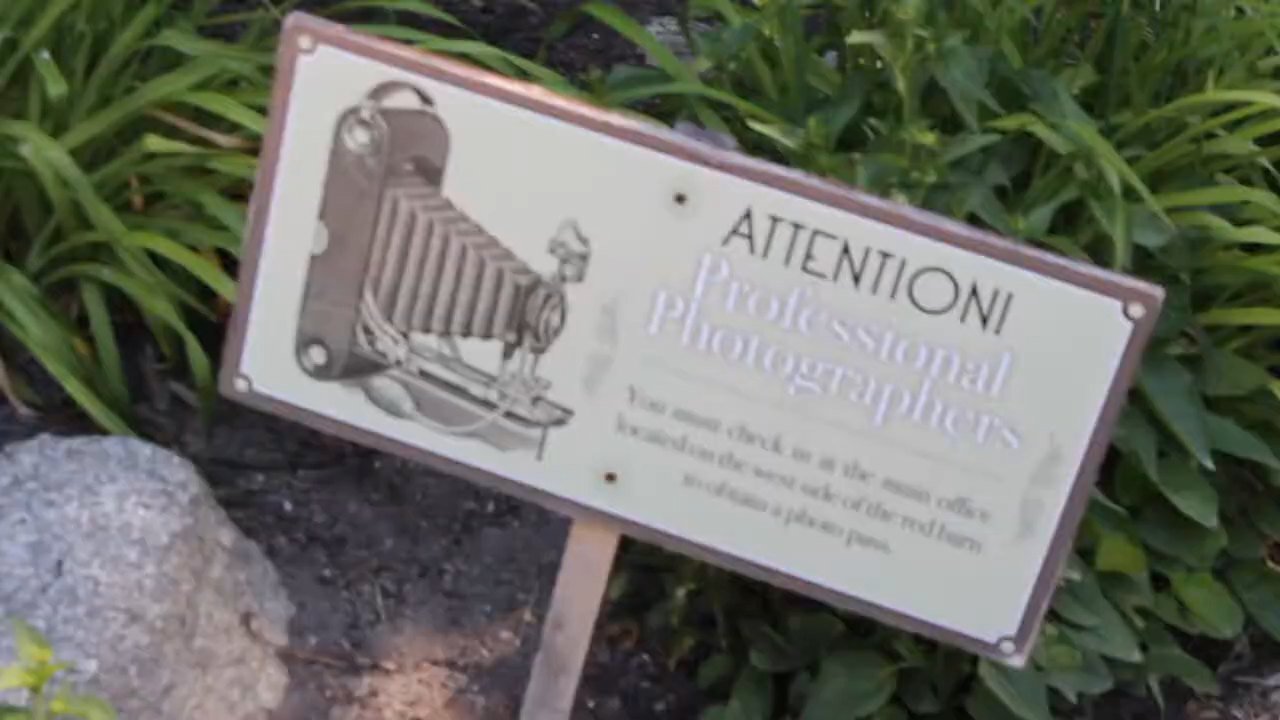 ATTENTION!
Professional
Photographers
You must check in at the main office
located on the west side of the red barn
to obtain a photo pass.